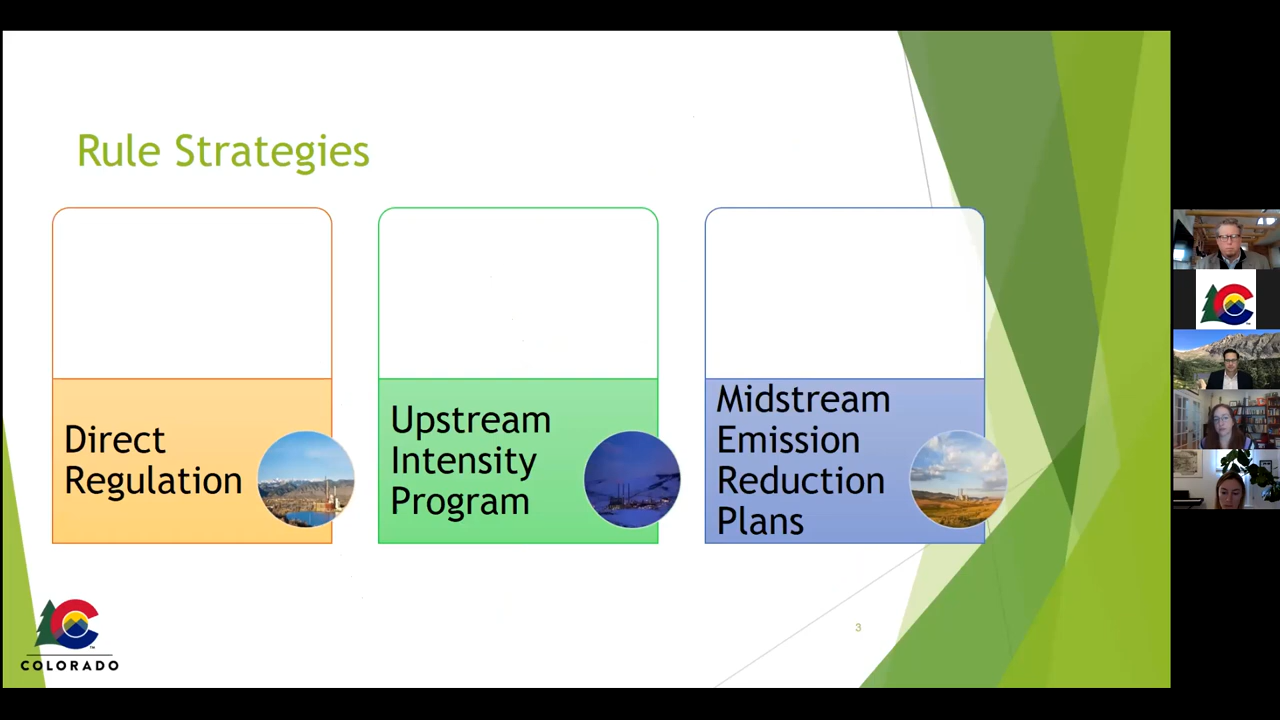 Rule Strategies
Direct
Regulation
Upstream
Intensity
Program
Midstream
Emission
Reduction
Plans
3
COLORADO